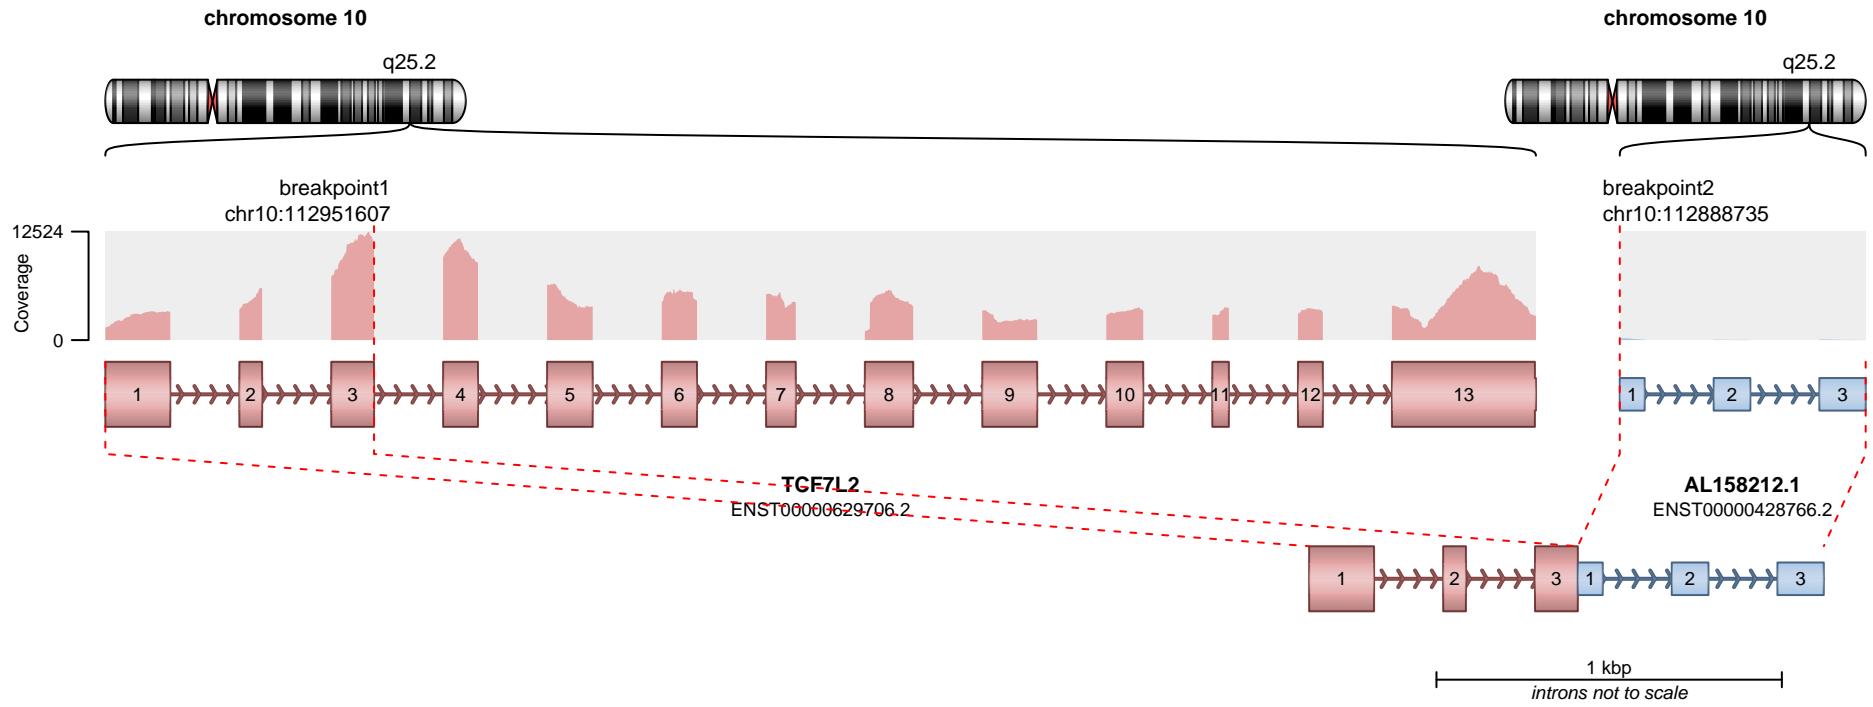 chromosome 10
chromosome 10
q25.2
q25.2
breakpoint1
chr10:112951607
breakpoint2
chr10:112888735
12524
Coverage
0
1 2 3 4 5 6 7 8 9 10 11 12 13
1 2 3
TCF7L2
ENST00000629706.2
AL158212.1
ENST00000428766.2
1 2 3 1 2 3
1 kbp
introns not to scale